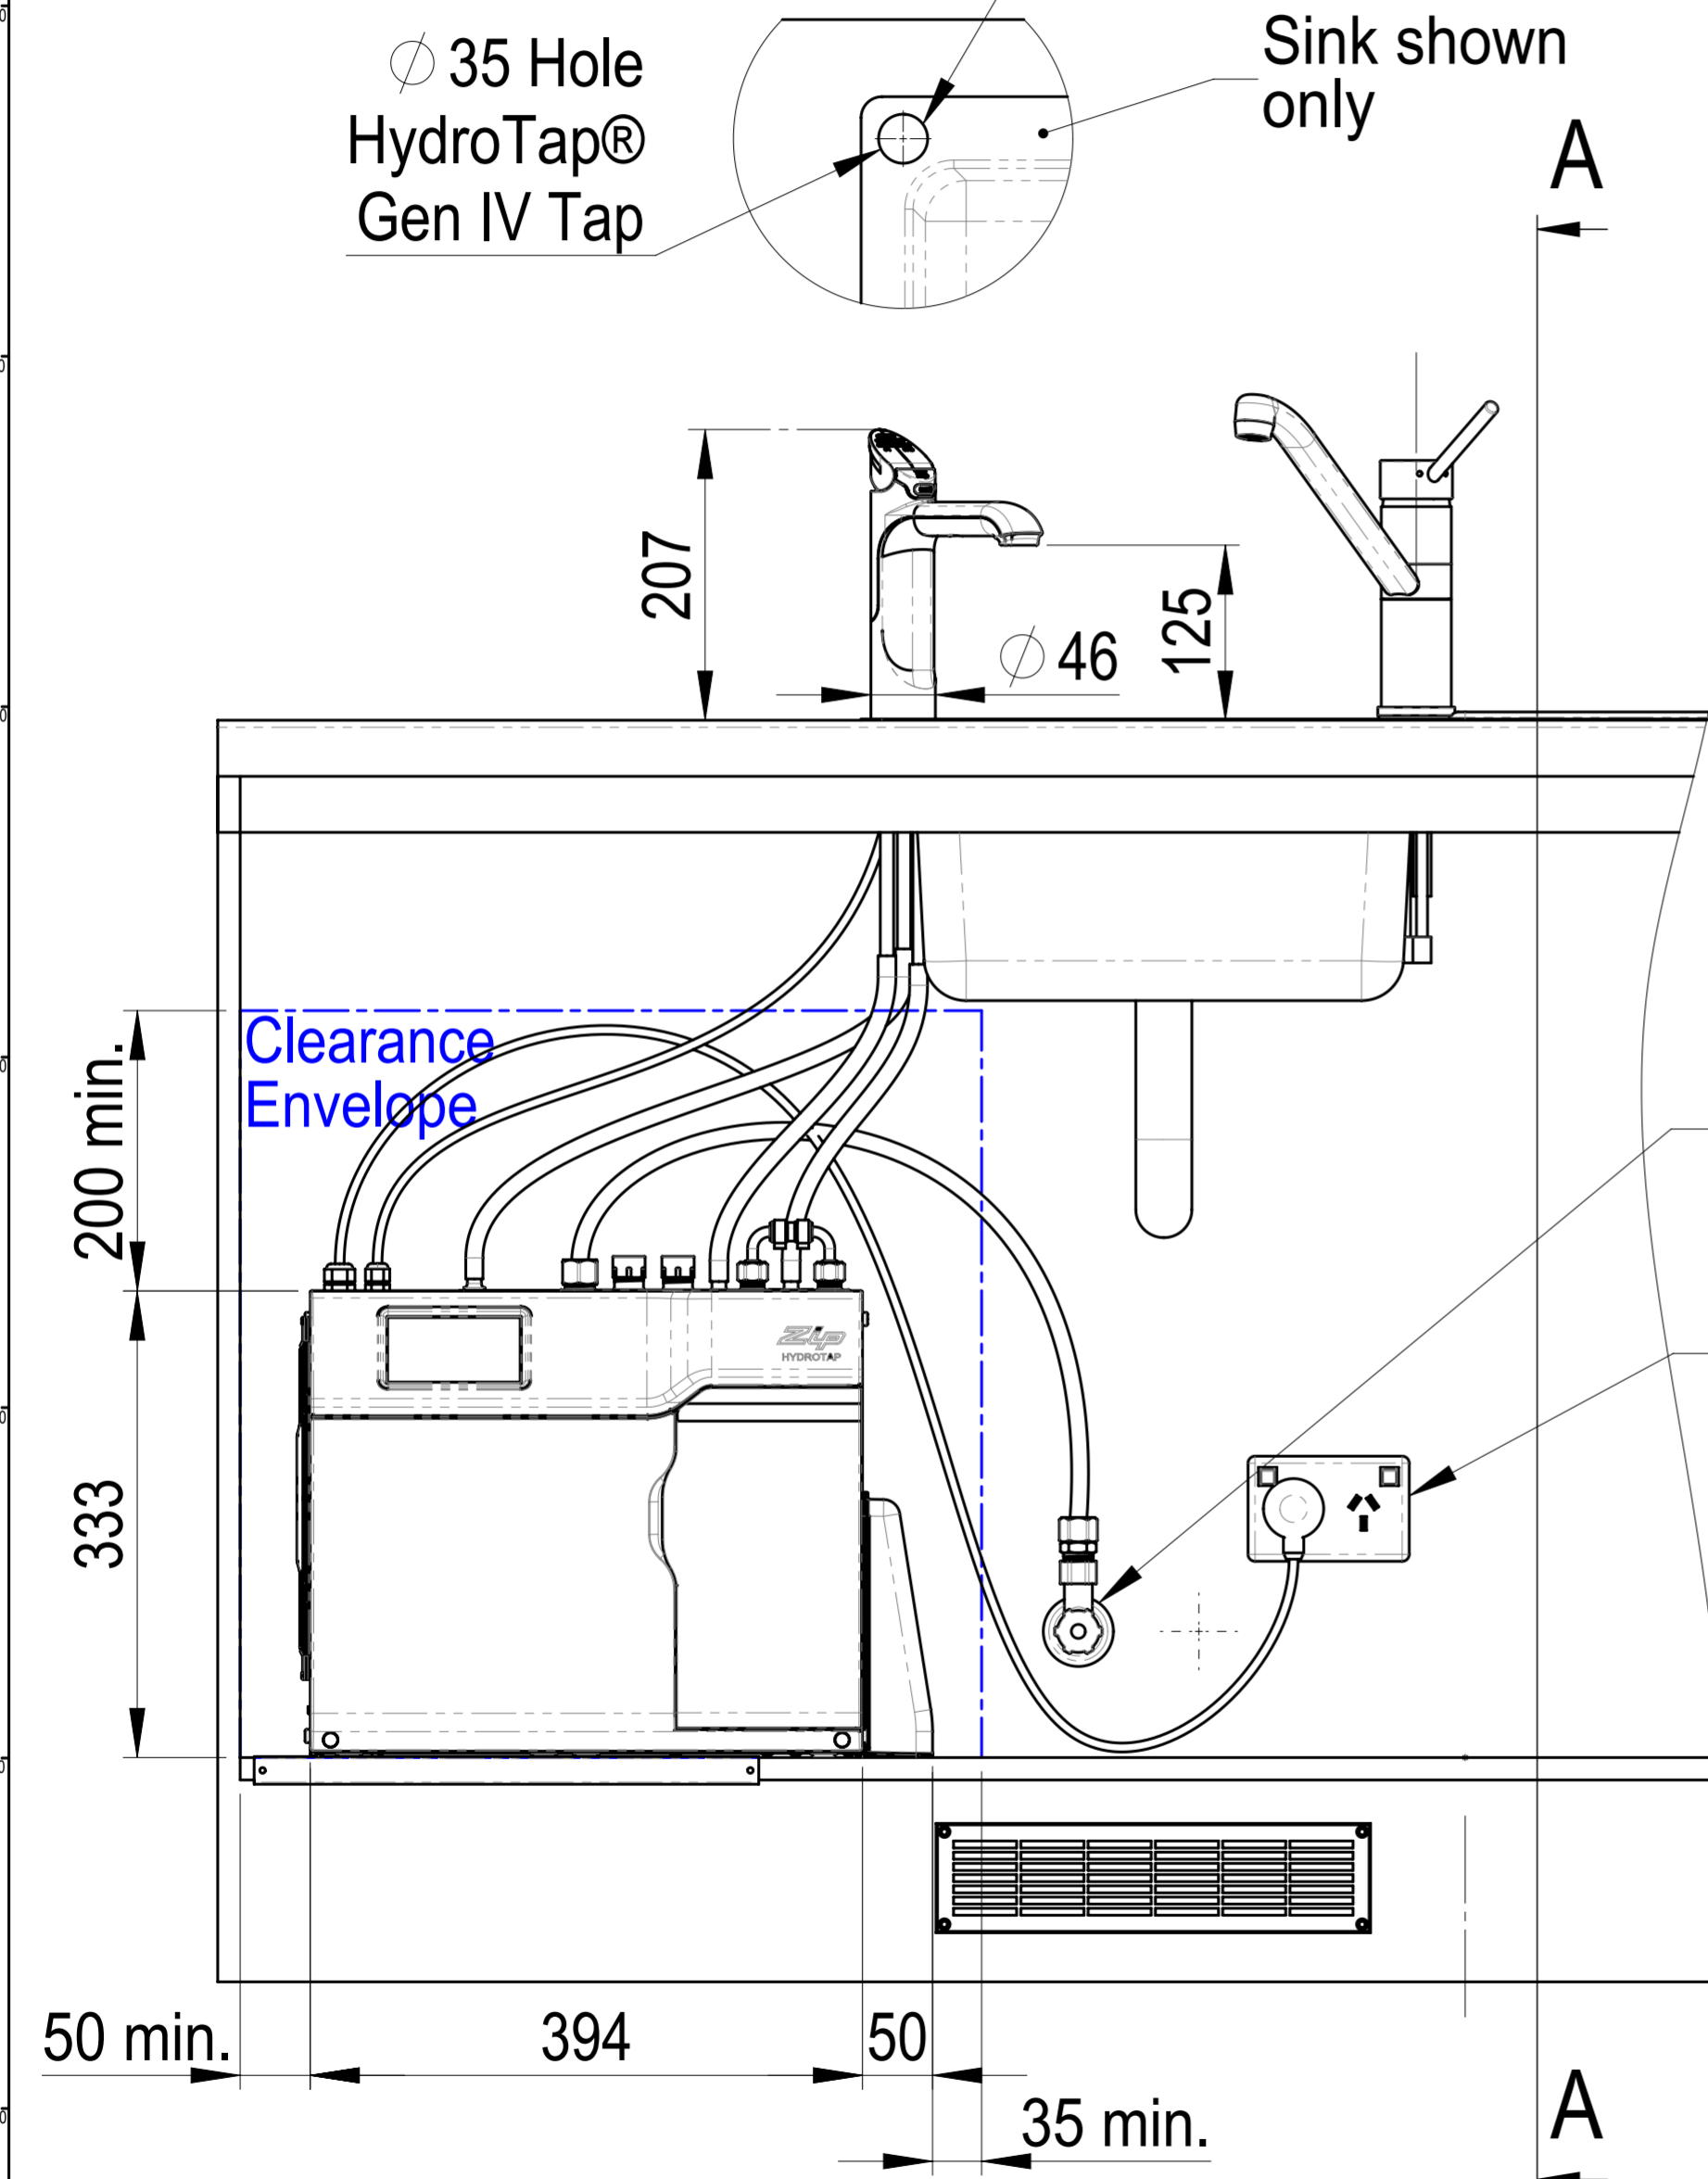 ⌀ 35 Hole
HydroTap®
Gen IV Tap
Sink shown
only
A
207
⌀ 46
125
Clearance
Envelope
200 min.
333
Zip
HYDROTAP
50 min.
394
50
35 min.
A